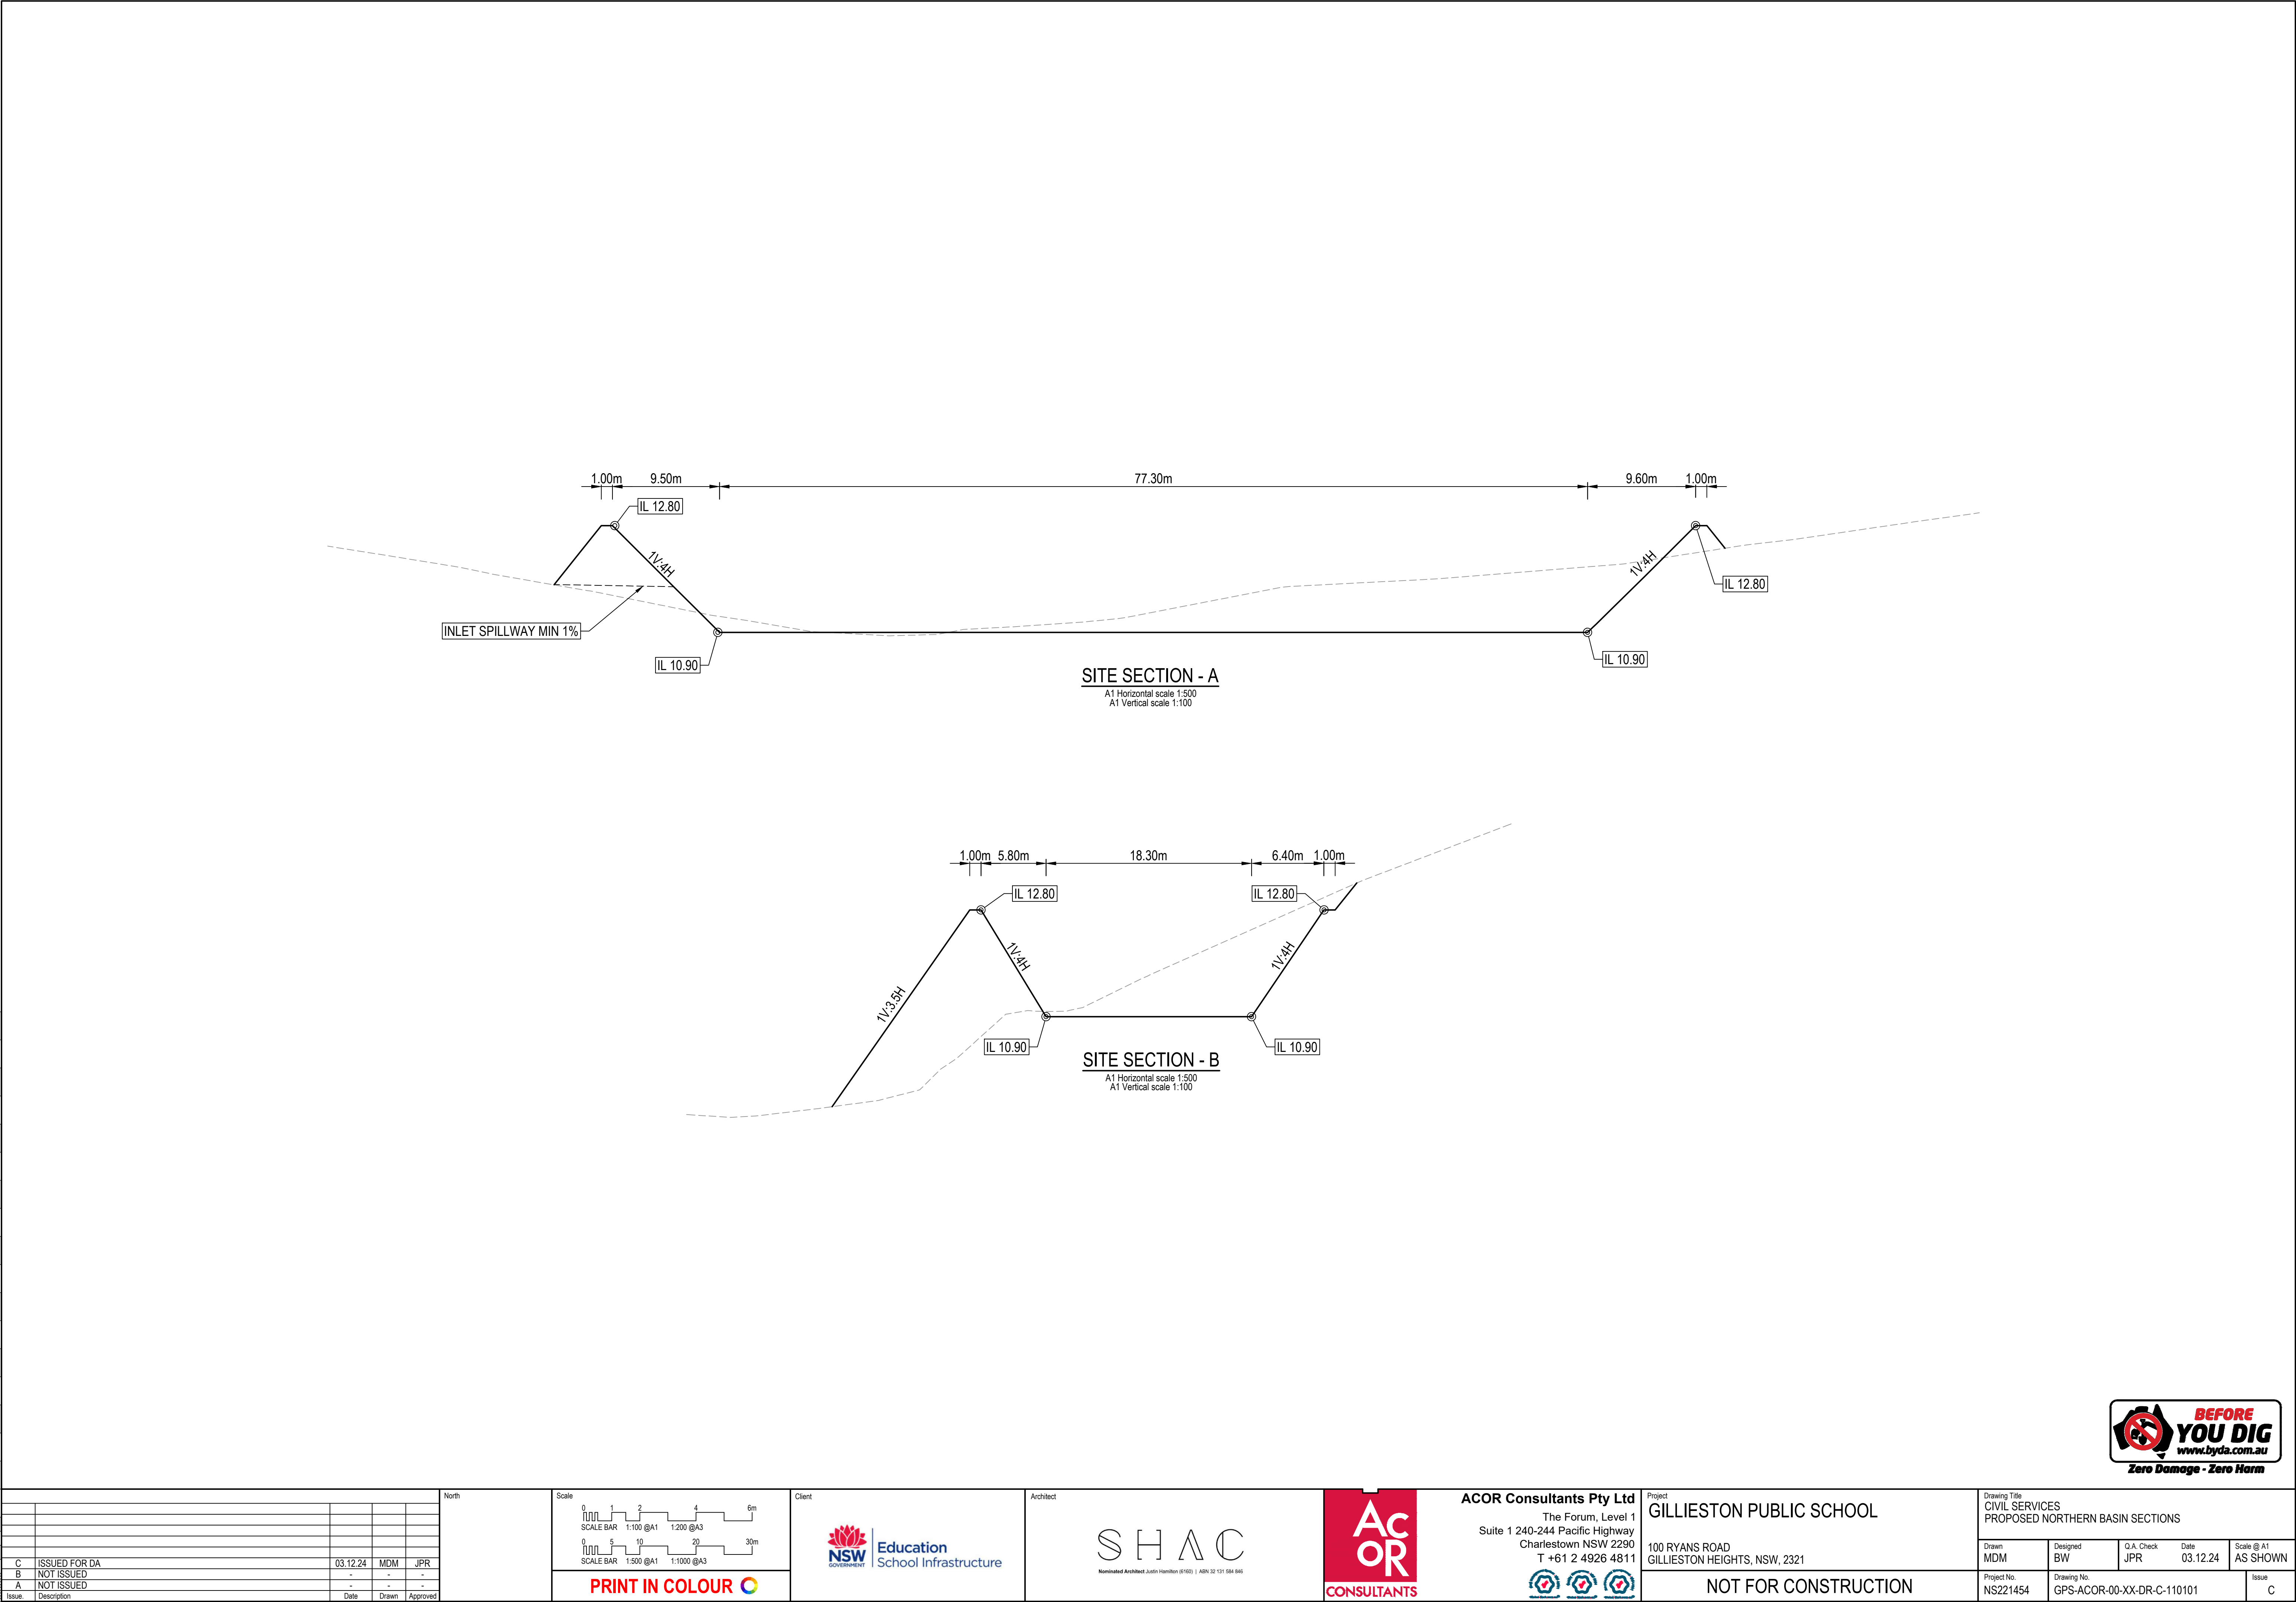 1.00m 9.50m 77.30m 9.60m 1.00m
IL 12.80
1V:4H
1V:4H
IL 12.80
INLET SPILLWAY MIN 1%
IL 10.90
IL 10.90
SITE SECTION - A
A1 Horizontal scale 1:500
A1 Vertical scale 1:100
1.00m 5.80m 18.30m 6.40m 1.00m
IL 12.80
IL 12.80
1V:4H
1V:4H
1V:3.5H
IL 10.90
IL 10.90
SITE SECTION - B
A1 Horizontal scale 1:500
A1 Vertical scale 1:100
BEFORE
YOU DIG
www.byda.com.au
Zero Damage - Zero Harm
C ISSUED FOR DA 03.12.24 MDM JPR
B NOT ISSUED - - -
A NOT ISSUED - - -
Issue. Description Date Drawn Approved
North
Scale
0 1 2 4 6m
SCALE BAR 1:100 @A1 1:200 @A3
0 5 10 20 30m
SCALE BAR 1:500 @A1 1:1000 @A3
PRINT IN COLOUR
Client
NSW
GOVERNMENT
Education
School Infrastructure
Architect
SHAC
Nominated Architect Justin Hamilton (6160) | ABN 32 131 584 846
ACOR
CONSULTANTS
ACOR Consultants Pty Ltd
The Forum, Level 1
Suite 1 240-244 Pacific Highway
Charlestown NSW 2290
T +61 2 4926 4811
Project
GILLIESTON PUBLIC SCHOOL
100 RYANS ROAD
GILLIESTON HEIGHTS, NSW, 2321
NOT FOR CONSTRUCTION
Drawing Title
CIVIL SERVICES
PROPOSED NORTHERN BASIN SECTIONS
Drawn Designed Q.A. Check Date Scale @ A1
MDM BW JPR 03.12.24 AS SHOWN
Project No. Drawing No. Issue
NS221454 GPS-ACOR-00-XX-DR-C-110101 C